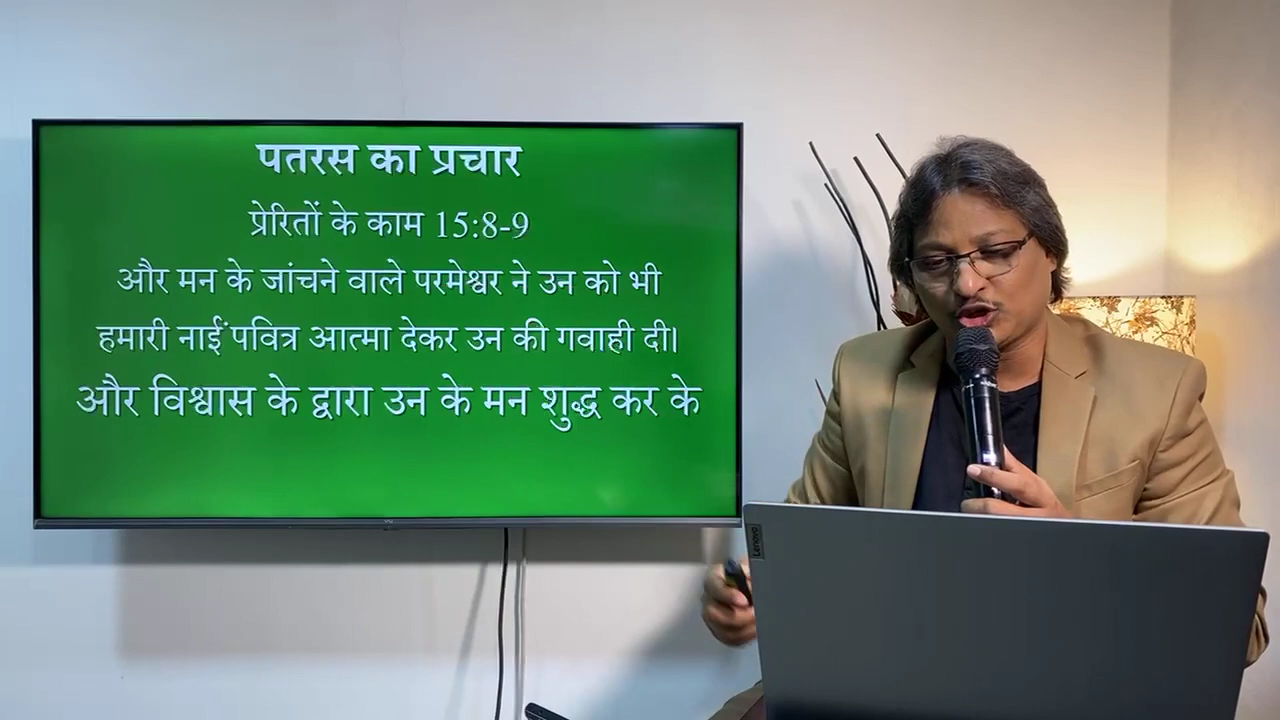 पतरस का प्रचार
प्रेरितों के काम 15:8-9
और मन के जांचने वाले परमेश्वर ने उन को भी
हमारी नाईं पवित्र आत्मा देकर उन की गवाही दी।
और विश्वास के द्वारा उन के मन शुद्ध कर के
Lenovo